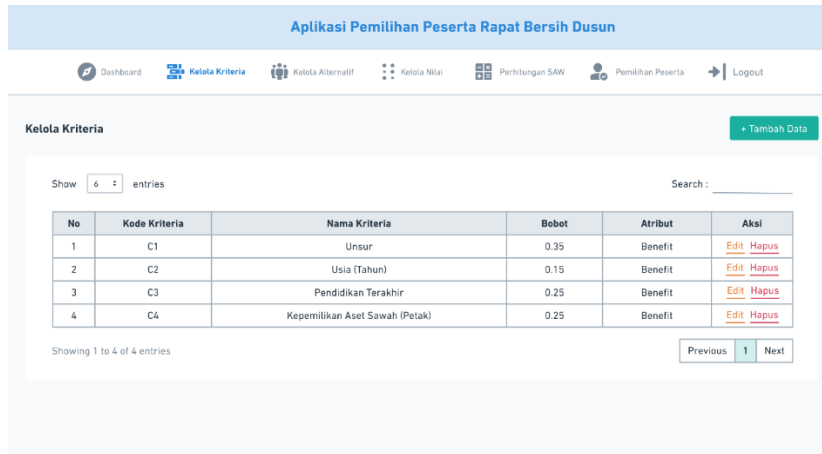 Aplikasi Pemilihan Peserta Rapat Bersih Dusun
Dashboard Kelola Kriteria Kelola Alternatif Kelola Nilai Perhitungan SAW Pemilihan Peserta Logout
Kelola Kriteria + Tambah Data
Show 6 entries Search :
No Kode Kriteria Nama Kriteria Bobot Atribut Aksi
1 C1 Unsur 0.35 Benefit Edit Hapus
2 C2 Usia (Tahun) 0.15 Benefit Edit Hapus
3 C3 Pendidikan Terakhir 0.25 Benefit Edit Hapus
4 C4 Kepemilikan Aset Sawah (Petak) 0.25 Benefit Edit Hapus
Showing 1 to 4 of 4 entries Previous 1 Next